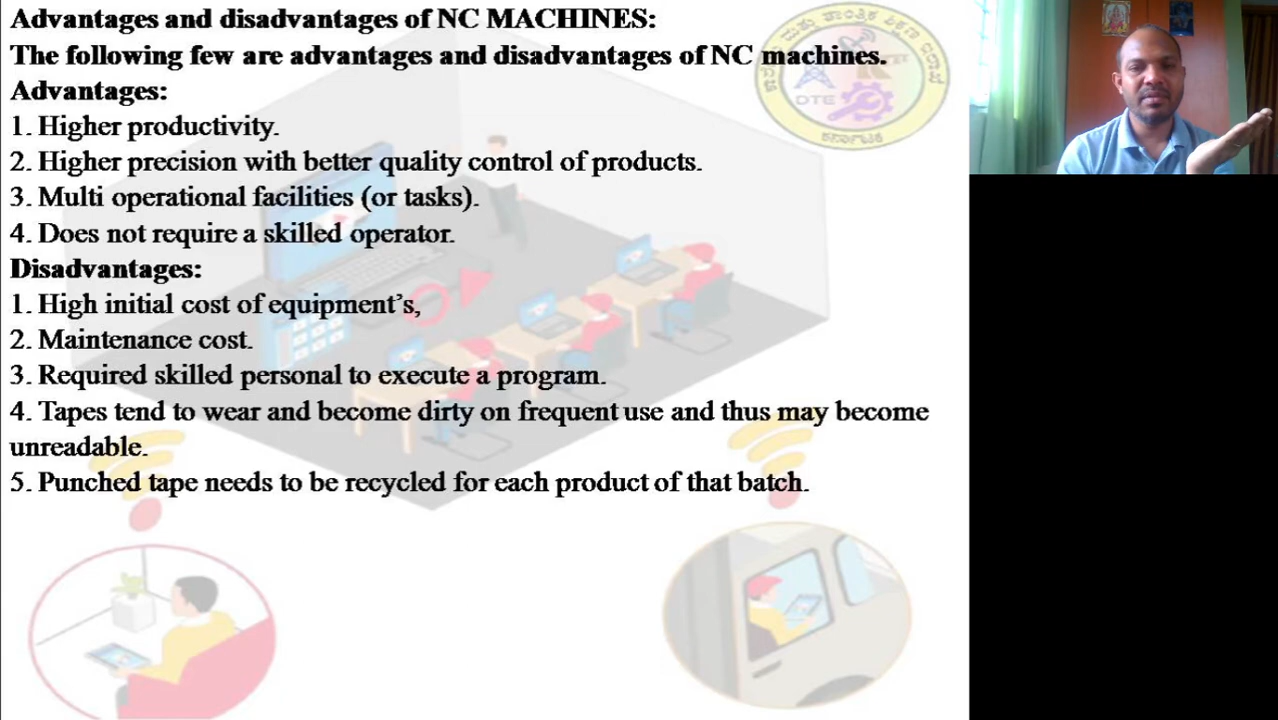 Advantages and disadvantages of NC MACHINES:
The following few are advantages and disadvantages of NC machines.
Advantages:
1. Higher productivity.
2. Higher precision with better quality control of products.
3. Multi operational facilities (or tasks).
4. Does not require a skilled operator.
Disadvantages:
1. High initial cost of equipment’s,
2. Maintenance cost.
3. Required skilled personal to execute a program.
4. Tapes tend to wear and become dirty on frequent use and thus may become
unreadable.
5. Punched tape needs to be recycled for each product of that batch.
DTE
ಕರ್ನಾಟಕ